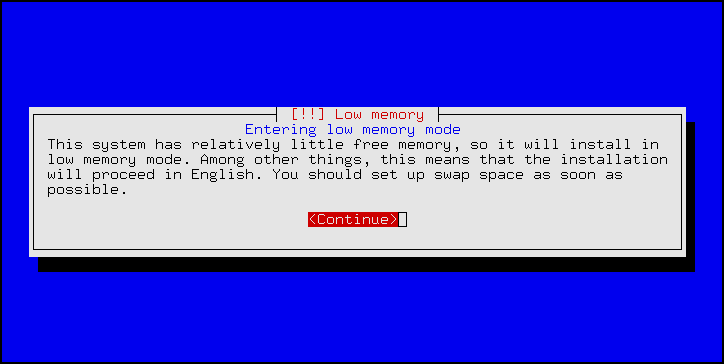 [!!] Low memory
Entering low memory mode
This system has relatively little free memory, so it will install in
low memory mode. Among other things, this means that the installation
will proceed in English. You should set up swap space as soon as
possible.
<Continue>